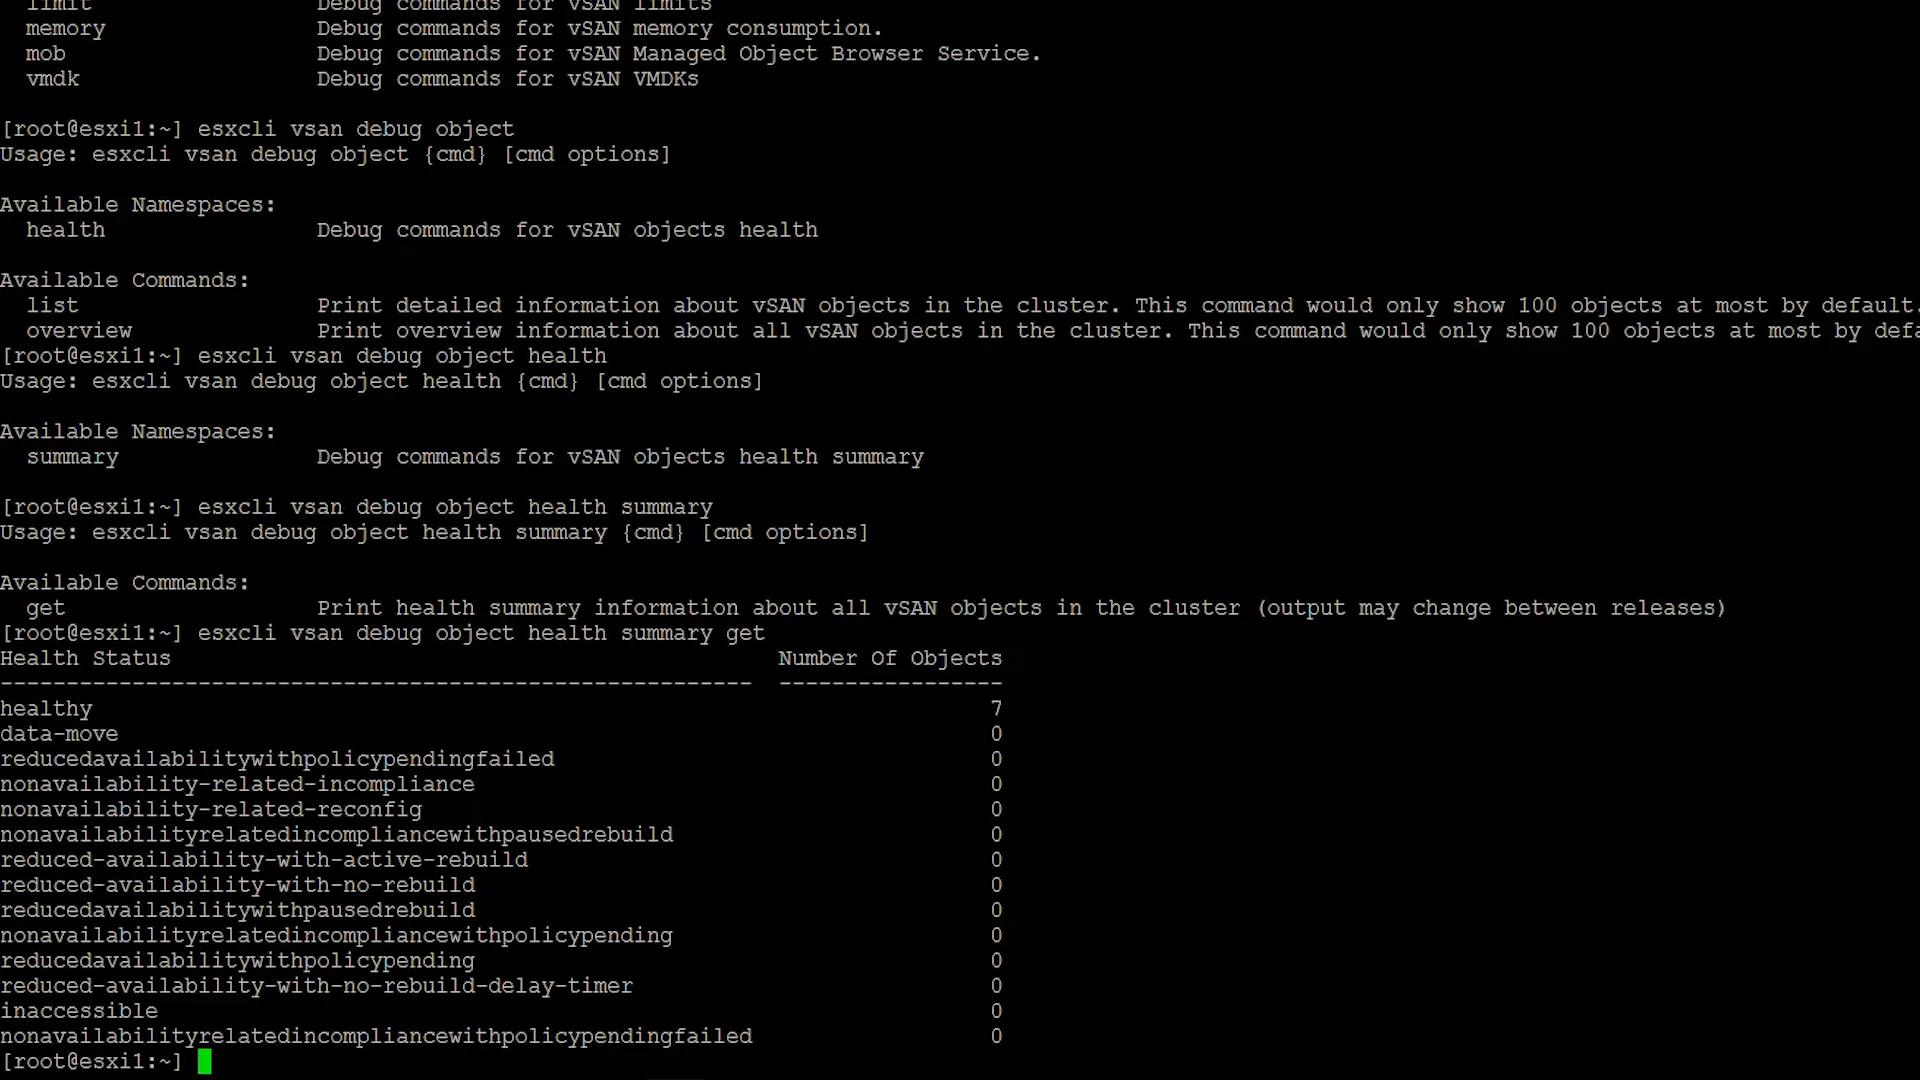 limit                 Debug commands for vSAN limits
memory                Debug commands for vSAN memory consumption.
mob                   Debug commands for vSAN Managed Object Browser Service.
vmdk                  Debug commands for vSAN VMDKs
[root@esxi1:~] esxcli vsan debug object
Usage: esxcli vsan debug object {cmd} [cmd options]
Available Namespaces:
health                Debug commands for vSAN objects health
Available Commands:
list                  Print detailed information about vSAN objects in the cluster. This command would only show 100 objects at most by default.
overview              Print overview information about all vSAN objects in the cluster. This command would only show 100 objects at most by defa
[root@esxi1:~] esxcli vsan debug object health
Usage: esxcli vsan debug object health {cmd} [cmd options]
Available Namespaces:
summary               Debug commands for vSAN objects health summary
[root@esxi1:~] esxcli vsan debug object health summary
Usage: esxcli vsan debug object health summary {cmd} [cmd options]
Available Commands:
get                   Print health summary information about all vSAN objects in the cluster (output may change between releases)
[root@esxi1:~] esxcli vsan debug object health summary get
Health Status                                              Number Of Objects
---------------------------------------------------------  -----------------
healthy                                                                    7
data-move                                                                  0
reducedavailabilitywithpolicypendingfailed                                 0
nonavailability-related-incompliance                                       0
nonavailability-related-reconfig                                           0
nonavailabilityrelatedincompliancewithpausedrebuild                        0
reduced-availability-with-active-rebuild                                   0
reduced-availability-with-no-rebuild                                       0
reducedavailabilitywithpausedrebuild                                       0
nonavailabilityrelatedincompliancewithpolicypending                        0
reducedavailabilitywithpolicypending                                       0
reduced-availability-with-no-rebuild-delay-timer                           0
inaccessible                                                               0
nonavailabilityrelatedincompliancewithpolicypendingfailed                  0
[root@esxi1:~]